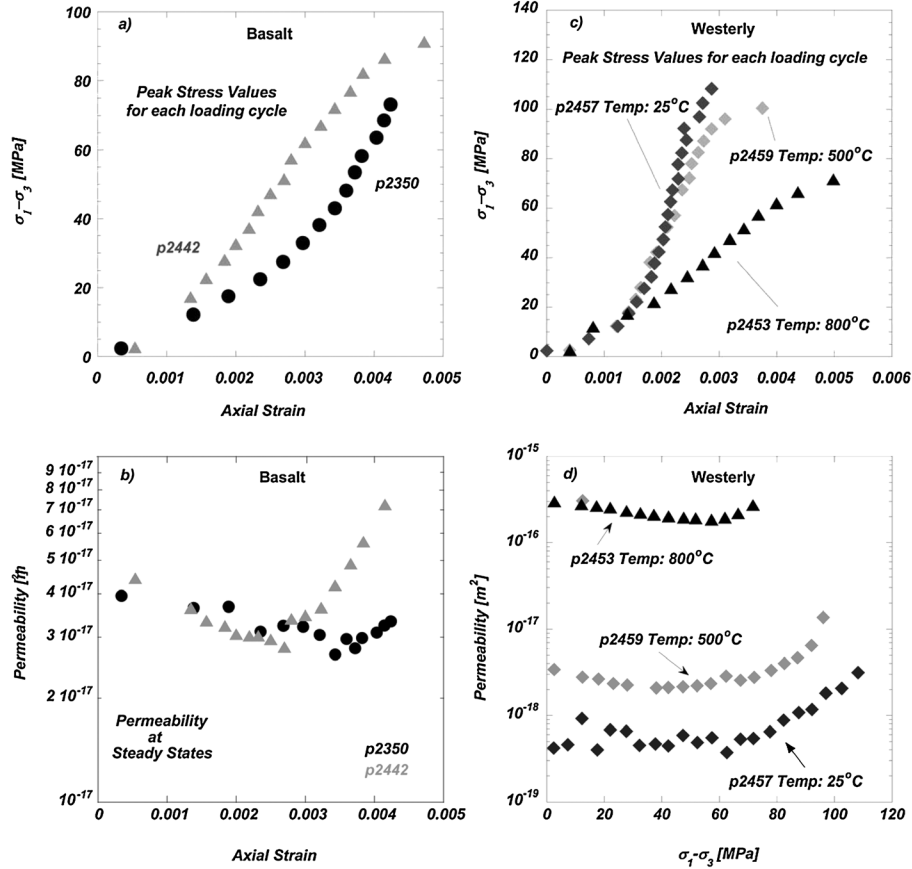 a)
Basalt
Peak Stress Values
for each loading cycle
p2350
p2442
100
80
60
40
20
0
σ1–σ3 [MPa]
0
0.001
0.002
0.003
0.004
0.005
Axial Strain
c)
Westerly
Peak Stress Values for each loading cycle
p2457 Temp: 25°C
p2459 Temp: 500°C
p2453 Temp: 800°C
140
120
100
80
60
40
20
0
σ1–σ3 [MPa]
0
0.001
0.002
0.003
0.004
0.005
0.006
Axial Strain
b)
Basalt
9 10-17
8 10-17
7 10-17
6 10-17
5 10-17
4 10-17
3 10-17
2 10-17
10-17
Permeability
Permeability
at
Steady States
p2350
p2442
0
0.001
0.002
0.003
0.004
0.005
Axial Strain
d)
Westerly
10-15
10-16
10-17
10-18
10-19
Permeability [m2]
p2453 Temp: 800°C
p2459 Temp: 500°C
p2457 Temp: 25°C
0
20
40
60
80
100
120
σ1-σ3 [MPa]